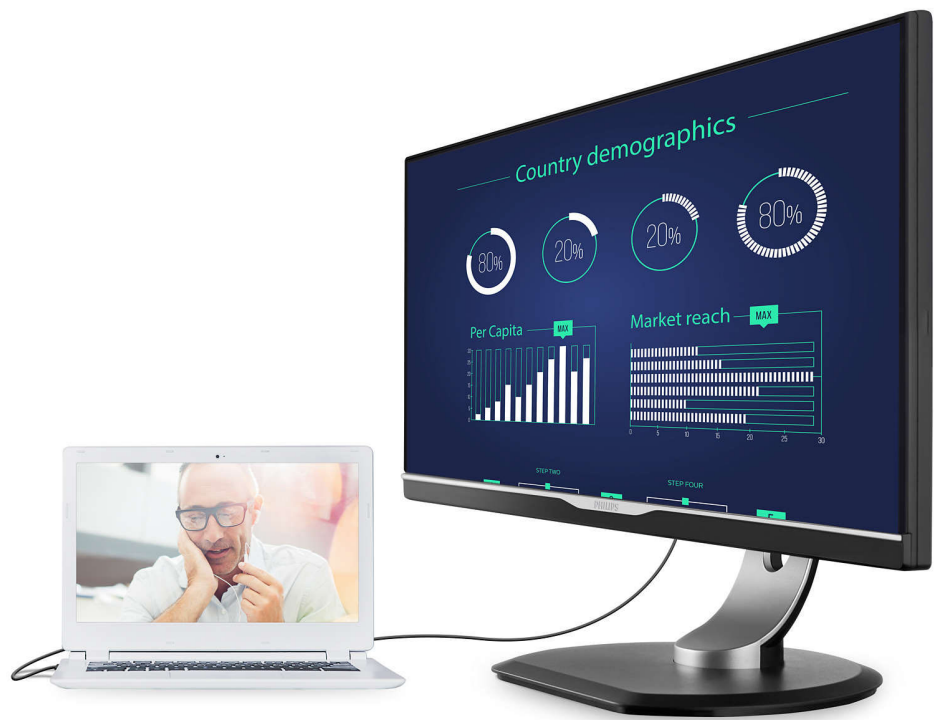 Country demographics
80%
20%
20%
80%
Per Capita
MAX
Market reach
MAX
0 5 10 15 20 25 30
STEP TWO
STEP FOUR
PHILIPS